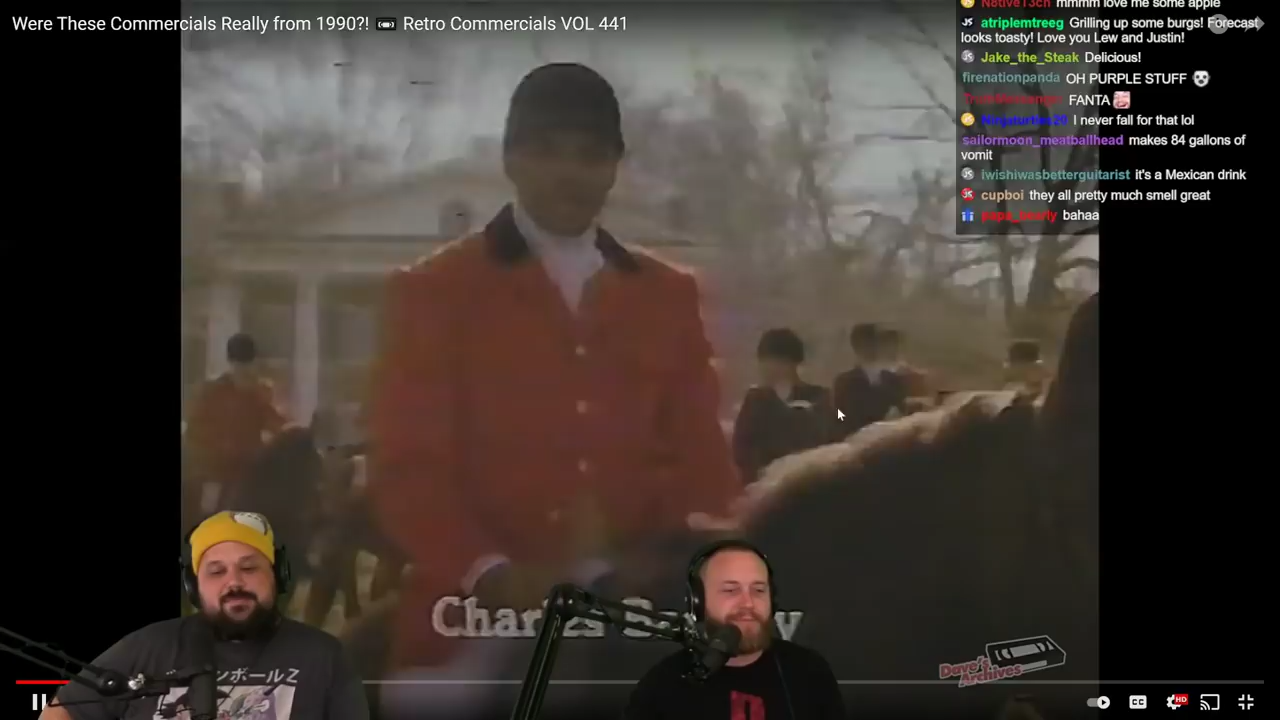 Were These Commercials Really from 1990?! Retro Commercials VOL 441
mmmm love me some apple
atriplemtreeg Grilling up some burgs! Forecast
looks toasty! Love you Lew and Justin!
Jake_the_Steak Delicious!
firenationpanda OH PURPLE STUFF
FANTA
I never fall for that lol
sailormoon_meatballhead makes 84 gallons of
vomit
iwishiwasbetterguitarist it's a Mexican drink
cupboi they all pretty much smell great
bahaa
Charles
Dave's
Archives
CC
HD